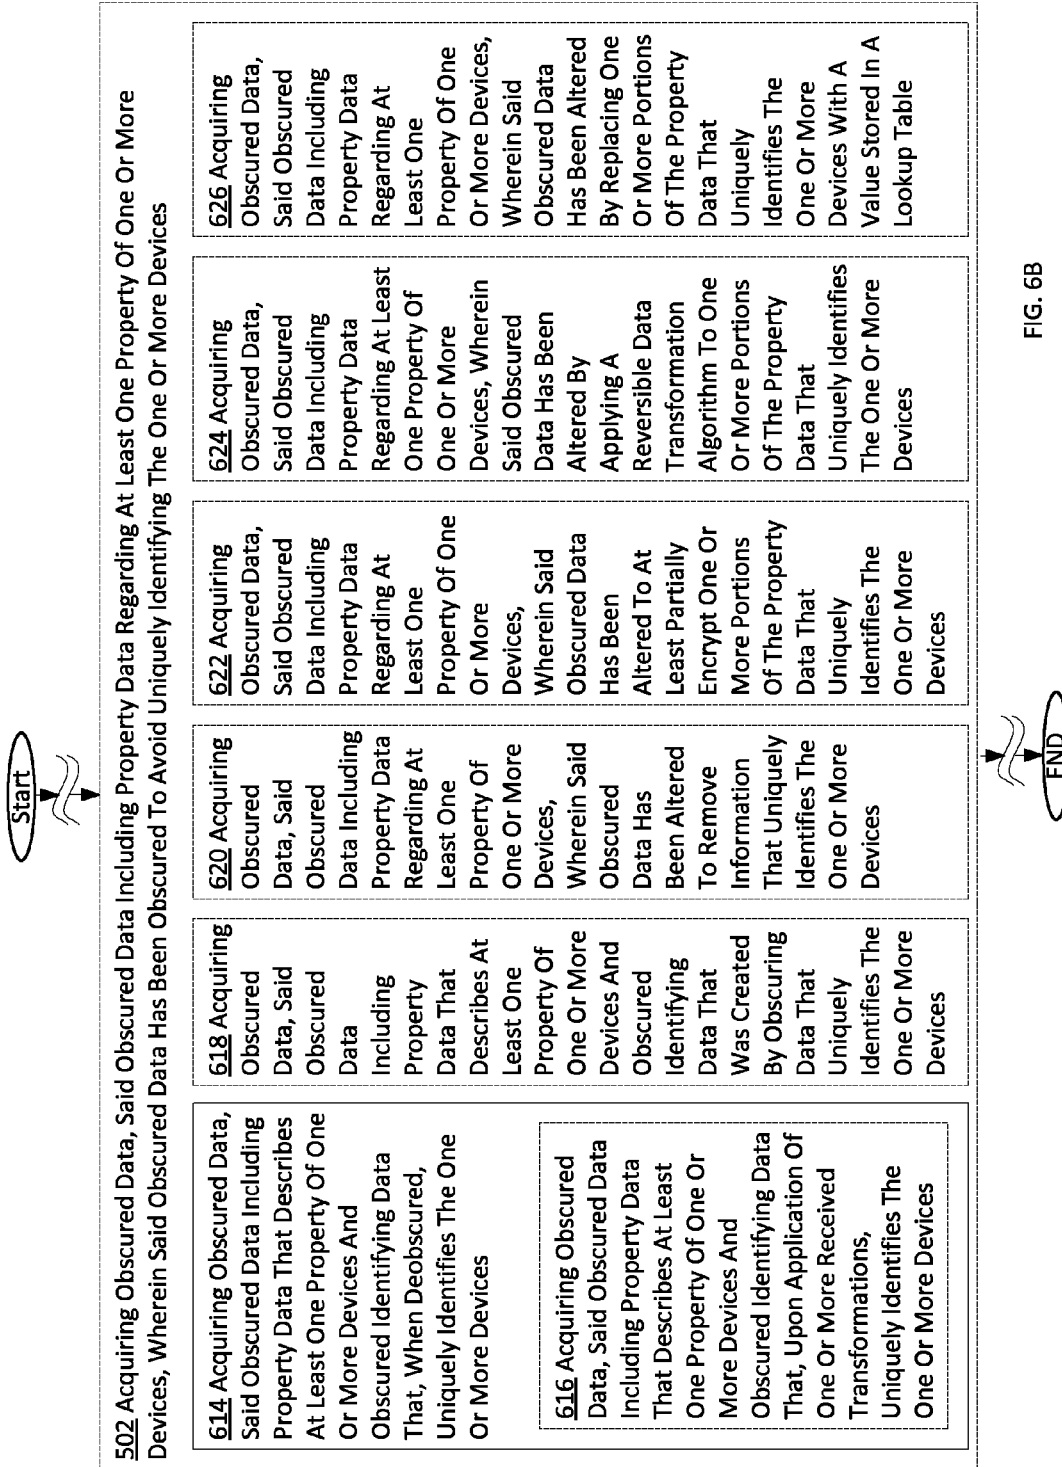 Start
502 Acquiring Obscured Data, Said Obscured Data Including Property Data Regarding At Least One Property Of One Or More
Devices, Wherein Said Obscured Data Has Been Obscured To Avoid Uniquely Identifying The One Or More Devices
614 Acquiring Obscured Data,
Said Obscured Data Including
Property Data That Describes
At Least One Property Of One
Or More Devices And
Obscured Identifying Data
That, When Deobscured,
Uniquely Identifies The One
Or More Devices
616 Acquiring Obscured
Data, Said Obscured Data
Including Property Data
That Describes At Least
One Property Of One Or
More Devices And
Obscured Identifying Data
That, Upon Application Of
One Or More Received
Transformations,
Uniquely Identifies The
One Or More Devices
618 Acquiring
Obscured
Data, Said
Obscured
Data
Including
Property
Data That
Describes At
Least One
Property Of
One Or More
Devices And
Obscured
Identifying
Data That
Was Created
By Obscuring
Data That
Uniquely
Identifies The
One Or More
Devices
620 Acquiring
Obscured
Data, Said
Obscured
Data Including
Property Data
Regarding At
Least One
Property Of
One Or More
Devices,
Wherein Said
Obscured
Data Has
Been Altered
To Remove
Information
That Uniquely
Identifies The
One Or More
Devices
622 Acquiring
Obscured Data,
Said Obscured
Data Including
Property Data
Regarding At
Least One
Property Of One
Or More
Devices,
Wherein Said
Obscured Data
Has Been
Altered To At
Least Partially
Encrypt One Or
More Portions
Of The Property
Data That
Uniquely
Identifies The
One Or More
Devices
624 Acquiring
Obscured Data,
Said Obscured
Data Including
Property Data
Regarding At Least
One Property Of
One Or More
Devices, Wherein
Said Obscured
Data Has Been
Altered By
Applying A
Reversible Data
Transformation
Algorithm To One
Or More Portions
Of The Property
Data That
Uniquely Identifies
The One Or More
Devices
626 Acquiring
Obscured Data,
Said Obscured
Data Including
Property Data
Regarding At
Least One
Property Of One
Or More Devices,
Wherein Said
Obscured Data
Has Been Altered
By Replacing One
Or More Portions
Of The Property
Data That
Uniquely
Identifies The
One Or More
Devices With A
Value Stored In A
Lookup Table
END
FIG. 6B